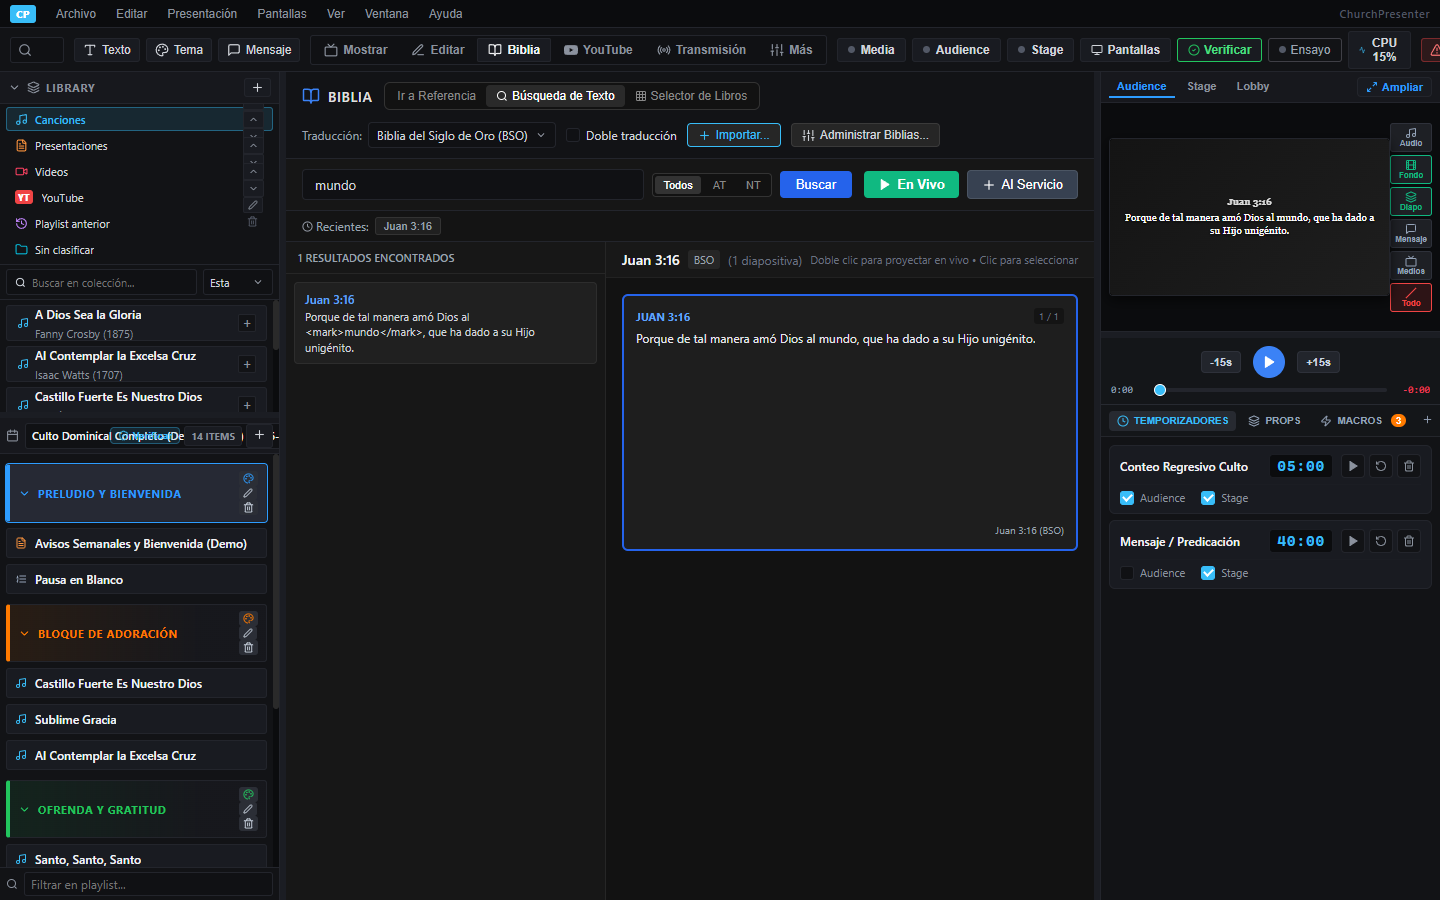 CP Archivo Editar Presentación Pantallas Ver Ventana Ayuda ChurchPresenter
Texto Tema Mensaje Mostrar Editar Biblia YouTube Transmisión Más Media Audience Stage Pantallas Verificar Ensayo CPU 15%
LIBRARY
Canciones
Presentaciones
Videos
YT YouTube
Playlist anterior
Sin clasificar
Buscar en colección... Esta
A Dios Sea la Gloria
Fanny Crosby (1875)
Al Contemplar la Excelsa Cruz
Isaac Watts (1707)
Castillo Fuerte Es Nuestro Dios
Culto Dominical Completo (De 14 ITEMS
PRELUDIO Y BIENVENIDA
Avisos Semanales y Bienvenida (Demo)
Pausa en Blanco
BLOQUE DE ADORACIÓN
Castillo Fuerte Es Nuestro Dios
Sublime Gracia
Al Contemplar la Excelsa Cruz
OFRENDA Y GRATITUD
Santo, Santo, Santo
Filtrar en playlist...
BIBLIA Ir a Referencia Búsqueda de Texto Selector de Libros
Traducción: Biblia del Siglo de Oro (BSO) Doble traducción + Importar... Administrar Biblias...
mundo Todos AT NT Buscar En Vivo + Al Servicio
Recientes: Juan 3:16
1 RESULTADOS ENCONTRADOS
Juan 3:16
Porque de tal manera amó Dios al
<mark>mundo</mark>, que ha dado a su Hijo
unigénito.
Juan 3:16 BSO (1 diapositiva) Doble clic para proyectar en vivo • Clic para seleccionar
JUAN 3:16 1 / 1
Porque de tal manera amó Dios al mundo, que ha dado a su Hijo unigénito.
Juan 3:16 (BSO)
Audience Stage Lobby Ampliar
Juan 3:16
Porque de tal manera amó Dios al mundo, que ha dado a
su Hijo unigénito.
Audio
Fondo
Diapo
Mensaje
Medios
Todo
-15s +15s
0:00 -0:00
TEMPORIZADORES PROPS MACROS 3 +
Conteo Regresivo Culto 05:00
Audience Stage
Mensaje / Predicación 40:00
Audience Stage